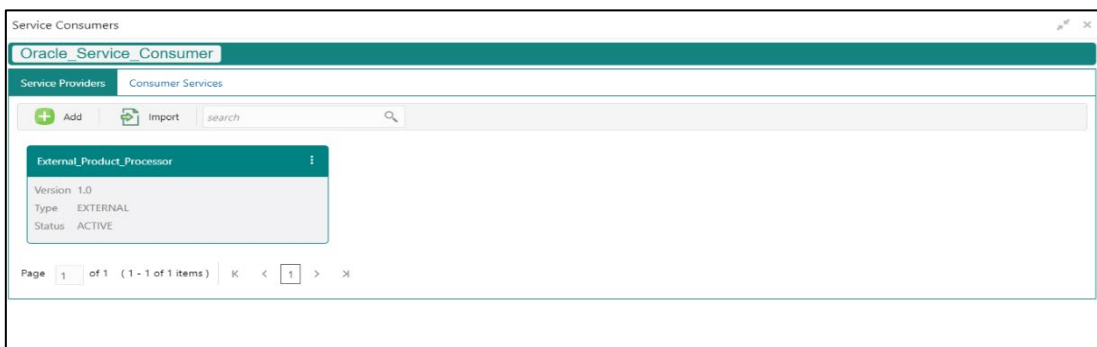 Service Consumers
Oracle_Service_Consumer
Service Providers Consumer Services
Add Import search
External_Product_Processor
Version 1.0
Type EXTERNAL
Status ACTIVE
Page 1 of 1 (1 - 1 of 1 items) 1